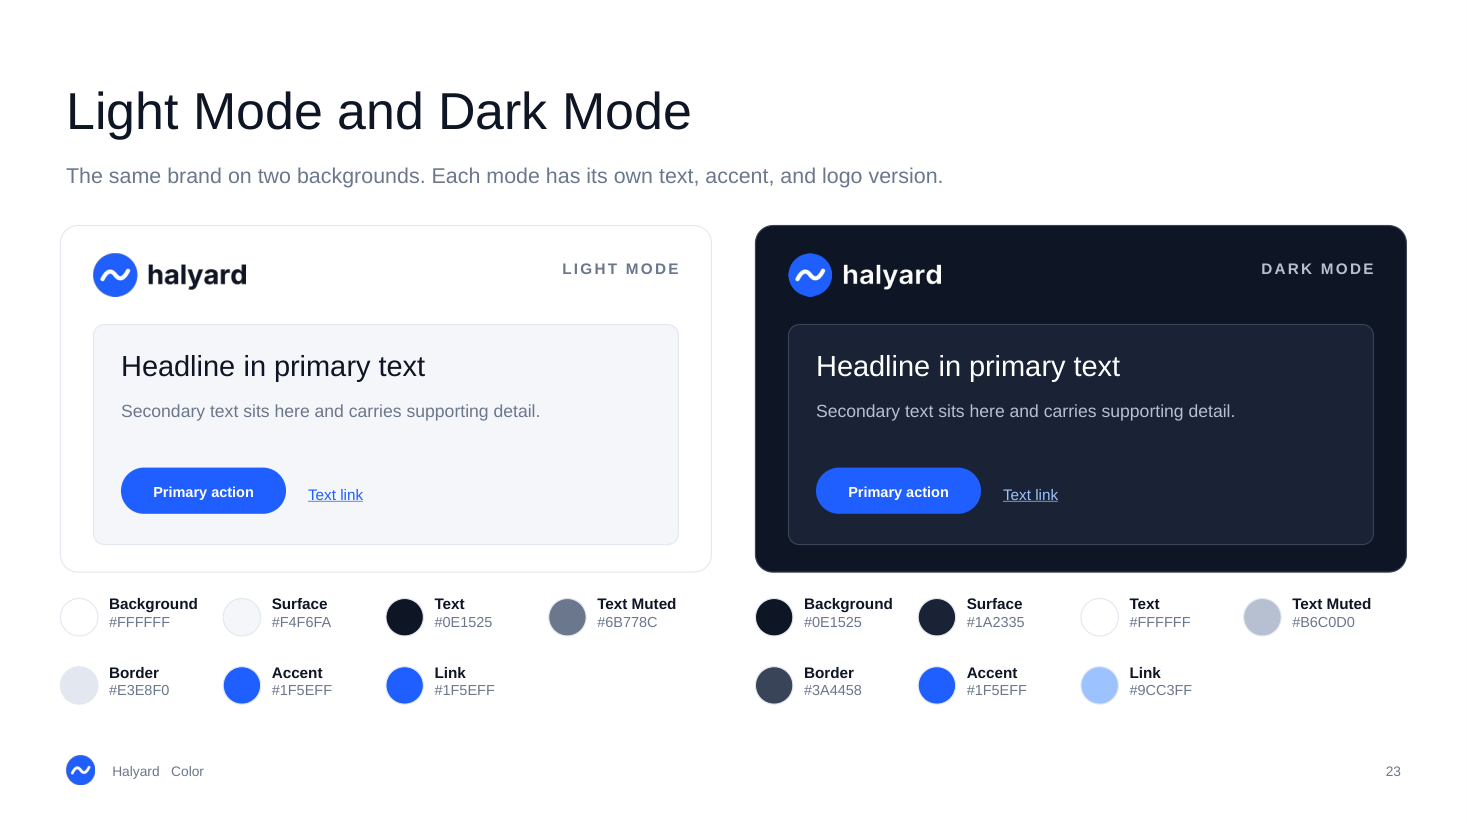 Light Mode and Dark Mode
The same brand on two backgrounds. Each mode has its own text, accent, and logo version.
halyard
LIGHT MODE
Headline in primary text
Secondary text sits here and carries supporting detail.
Primary action
Text link
halyard
DARK MODE
Headline in primary text
Secondary text sits here and carries supporting detail.
Primary action
Text link
Background
#FFFFFF
Surface
#F4F6FA
Text
#0E1525
Text Muted
#6B778C
Border
#E3E8F0
Accent
#1F5EFF
Link
#1F5EFF
Background
#0E1525
Surface
#1A2335
Text
#FFFFFF
Text Muted
#B6C0D0
Border
#3A4458
Accent
#1F5EFF
Link
#9CC3FF
Halyard Color
23